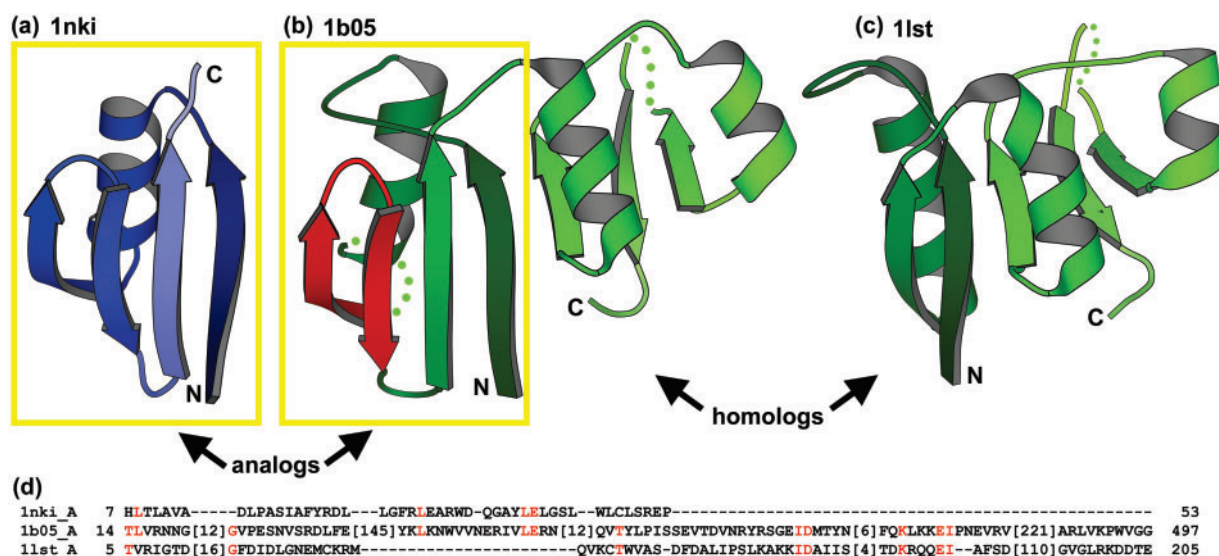 (a) 1nki
(b) 1b05
(c) 1lst
C
N
N
C
N
C
analogs
homologs
(d)
1nki_A 7 HLTLAVA-----DLPASIAFYRDL---LGFRLEARWD-QGAYLELGSL--WLCLSREP------------------------------------------------ 53
1b05_A 14 TLVRNNG[12]GVPESNVSRDLFE[145]YKLKNWVVNERIVLERN[12]QVTYLPISSEVTDVNRYRSGEIDMTYN[6]FQKLKKEIPNEVRV[221]ARLVKPWVGG 497
1lst_A 5 TVRIGTD[16]GFDIDLGNEMCKRM-----------------------QVKCTWVAS-DFDALIPSLKAKKIDAIIS[4]TDKRQQEI--AFSD[110]GVGLRKDDTE 205